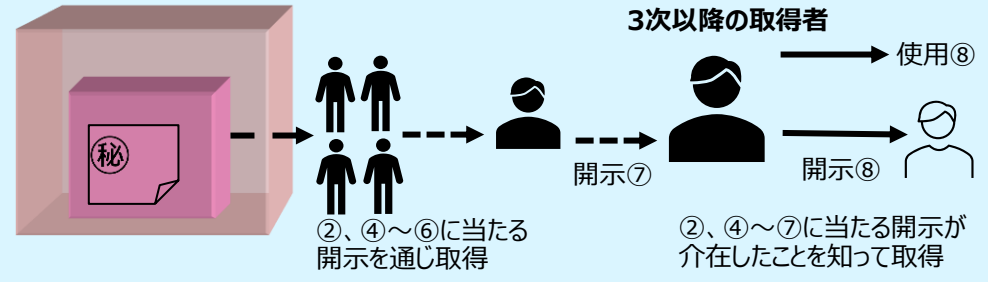 3次以降の取得者
使用⑧
㊙
開示⑦
開示⑧
②、④～⑥に当たる
開示を通じ取得
②、④～⑦に当たる開示が
介在したことを知って取得